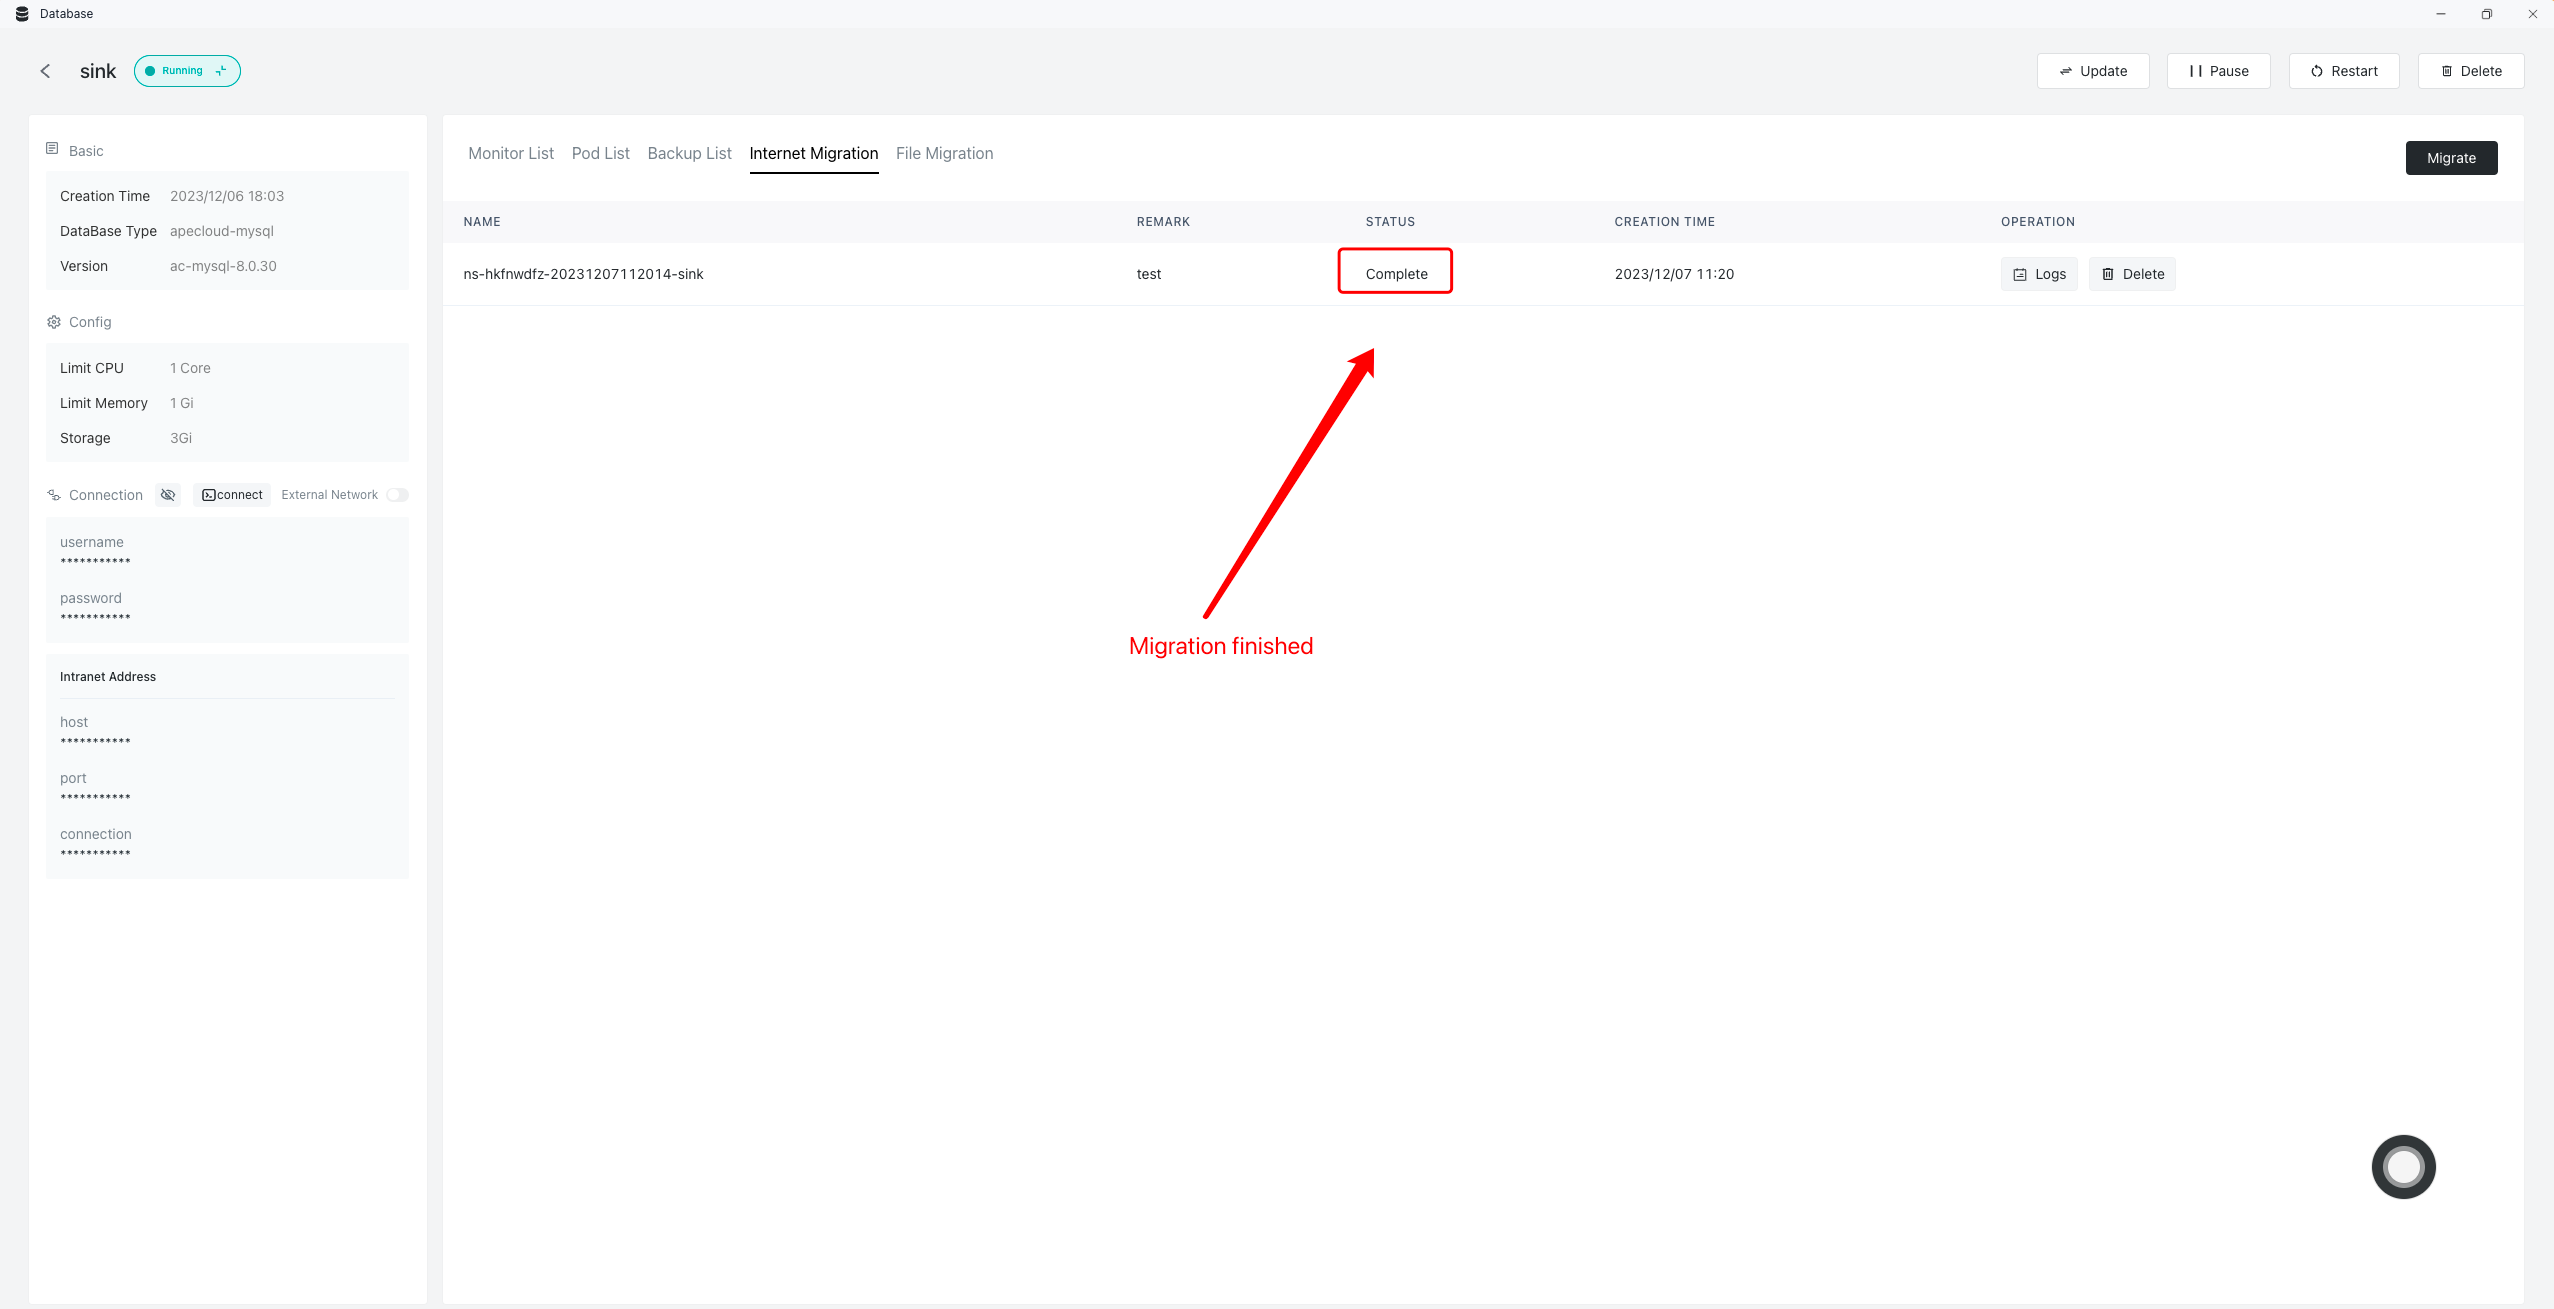 Database
sink
Running
Update
Pause
Restart
Delete
Basic
Creation Time 2023/12/06 18:03
DataBase Type apecloud-mysql
Version ac-mysql-8.0.30
Config
Limit CPU 1 Core
Limit Memory 1 Gi
Storage 3Gi
Connection connect External Network
username
***********
password
***********
Intranet Address
host
***********
port
***********
connection
***********
Monitor List Pod List Backup List Internet Migration File Migration
Migrate
NAME REMARK STATUS CREATION TIME OPERATION
ns-hkfnwdfz-20231207112014-sink test Complete 2023/12/07 11:20 Logs Delete
Migration finished